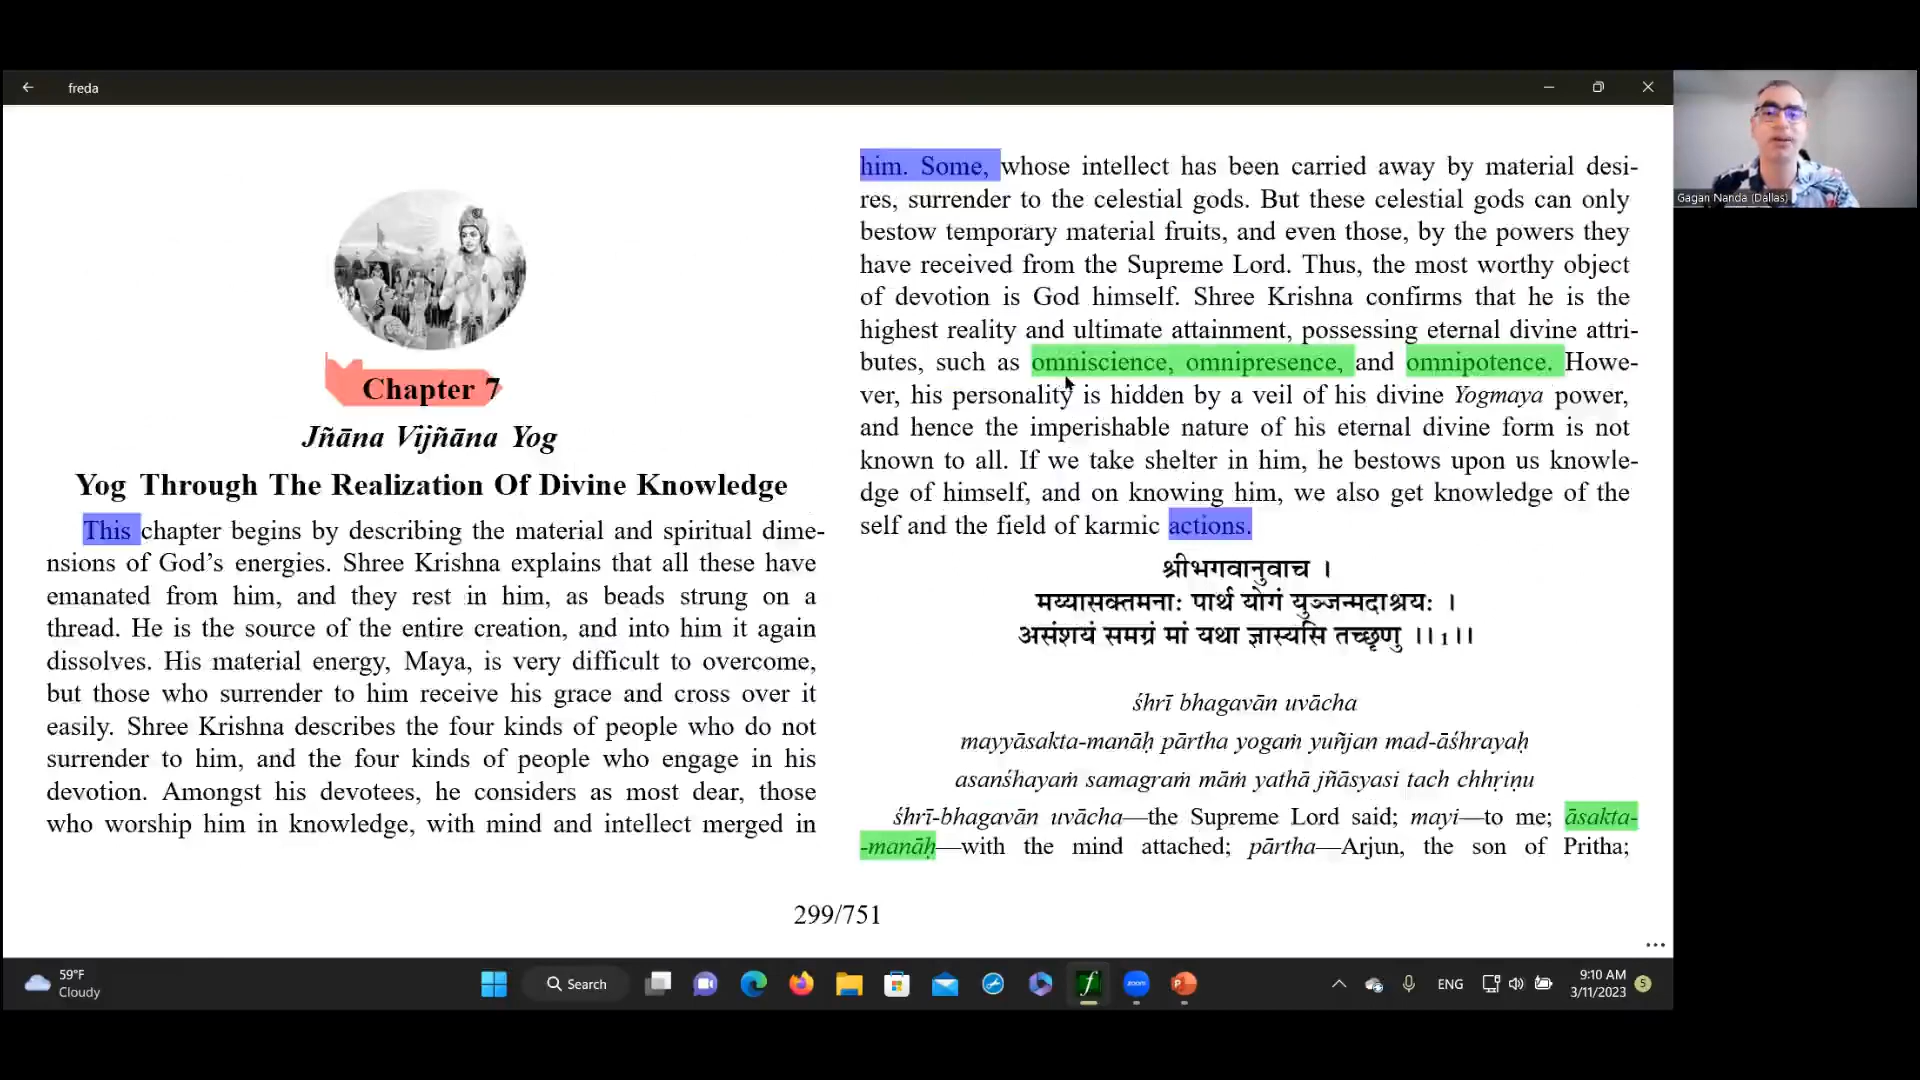 freda
Chapter 7
Jñāna Vijñāna Yog
Yog Through The Realization Of Divine Knowledge
This chapter begins by describing the material and spiritual dime-
nsions of God's energies. Shree Krishna explains that all these have
emanated from him, and they rest in him, as beads strung on a
thread. He is the source of the entire creation, and into him it again
dissolves. His material energy, Maya, is very difficult to overcome,
but those who surrender to him receive his grace and cross over it
easily. Shree Krishna describes the four kinds of people who do not
surrender to him, and the four kinds of people who engage in his
devotion. Amongst his devotees, he considers as most dear, those
who worship him in knowledge, with mind and intellect merged in
him. Some, whose intellect has been carried away by material desi-
res, surrender to the celestial gods. But these celestial gods can only
bestow temporary material fruits, and even those, by the powers they
have received from the Supreme Lord. Thus, the most worthy object
of devotion is God himself. Shree Krishna confirms that he is the
highest reality and ultimate attainment, possessing eternal divine attri-
butes, such as omniscience, omnipresence, and omnipotence. Howe-
ver, his personality is hidden by a veil of his divine Yogmaya power,
and hence the imperishable nature of his eternal divine form is not
known to all. If we take shelter in him, he bestows upon us knowle-
dge of himself, and on knowing him, we also get knowledge of the
self and the field of karmic actions.
श्रीभगवानुवाच ।
मय्यासक्तमनाः पार्थ योगं युञ्जन्मदाश्रयः ।
असंशयं समग्रं मां यथा ज्ञास्यसि तच्छृणु ।।1।।
śhrī bhagavān uvācha
mayyāsakta-manāḥ pārtha yogaṁ yuñjan mad-āśhrayaḥ
asanśhayaṁ samagraṁ māṁ yathā jñāsyasi tach chhṛiṇu
śhrī-bhagavān uvācha—the Supreme Lord said; mayi—to me; āsakta-
-manāḥ—with the mind attached; pārtha—Arjun, the son of Pritha;
299/751
Gagan Nanda (Dallas)
59°F
Cloudy
Search
zoom
ENG
9:10 AM
3/11/2023
5